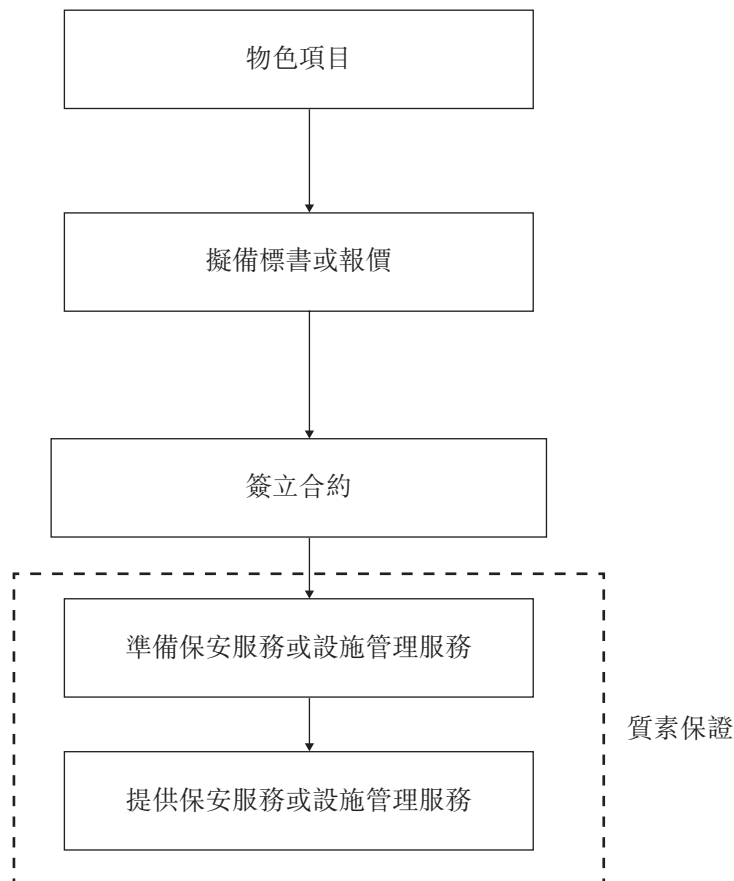 物色項目
擬備標書或報價
簽立合約
準備保安服務或設施管理服務
質素保證
提供保安服務或設施管理服務